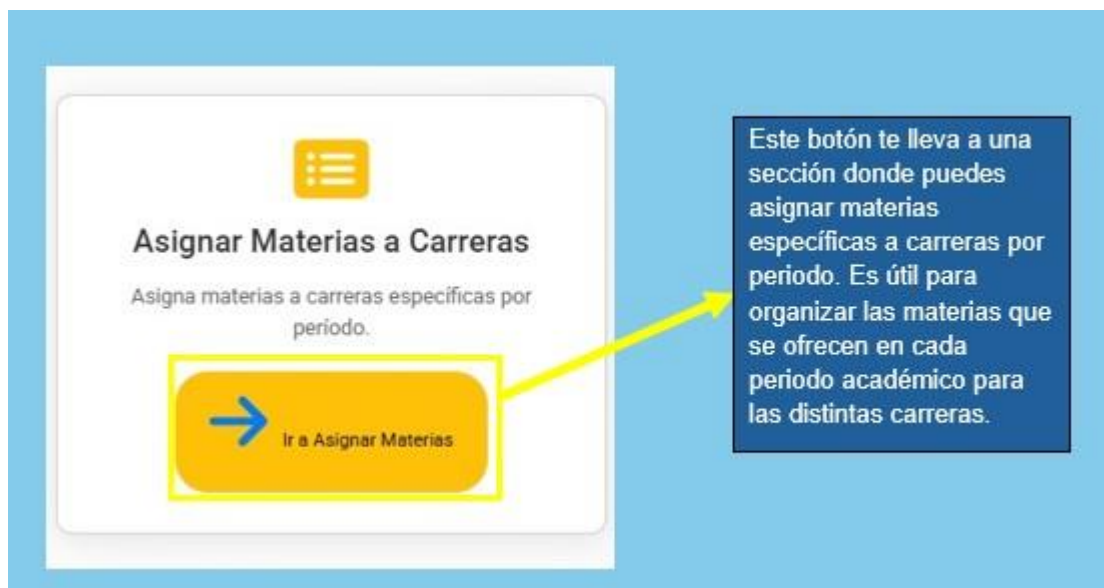 Asignar Materias a Carreras
Asigna materias a carreras específicas por
período.
Ir a Asignar Materias
Este botón te lleva a una
sección donde puedes
asignar materias
específicas a carreras por
periodo. Es útil para
organizar las materias que
se ofrecen en cada
periodo académico para
las distintas carreras.